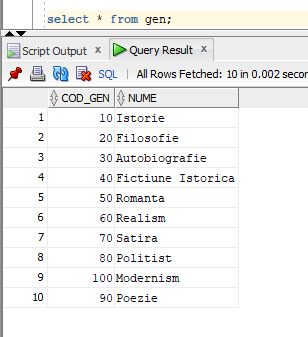 select * from gen;
Script Output x Query Result x
SQL | All Rows Fetched: 10 in 0.002 secon
COD_GEN NUME
1 10 Istorie
2 20 Filosofie
3 30 Autobiografie
4 40 Fictiune Istorica
5 50 Romanta
6 60 Realism
7 70 Satira
8 80 Politist
9 100 Modernism
10 90 Poezie